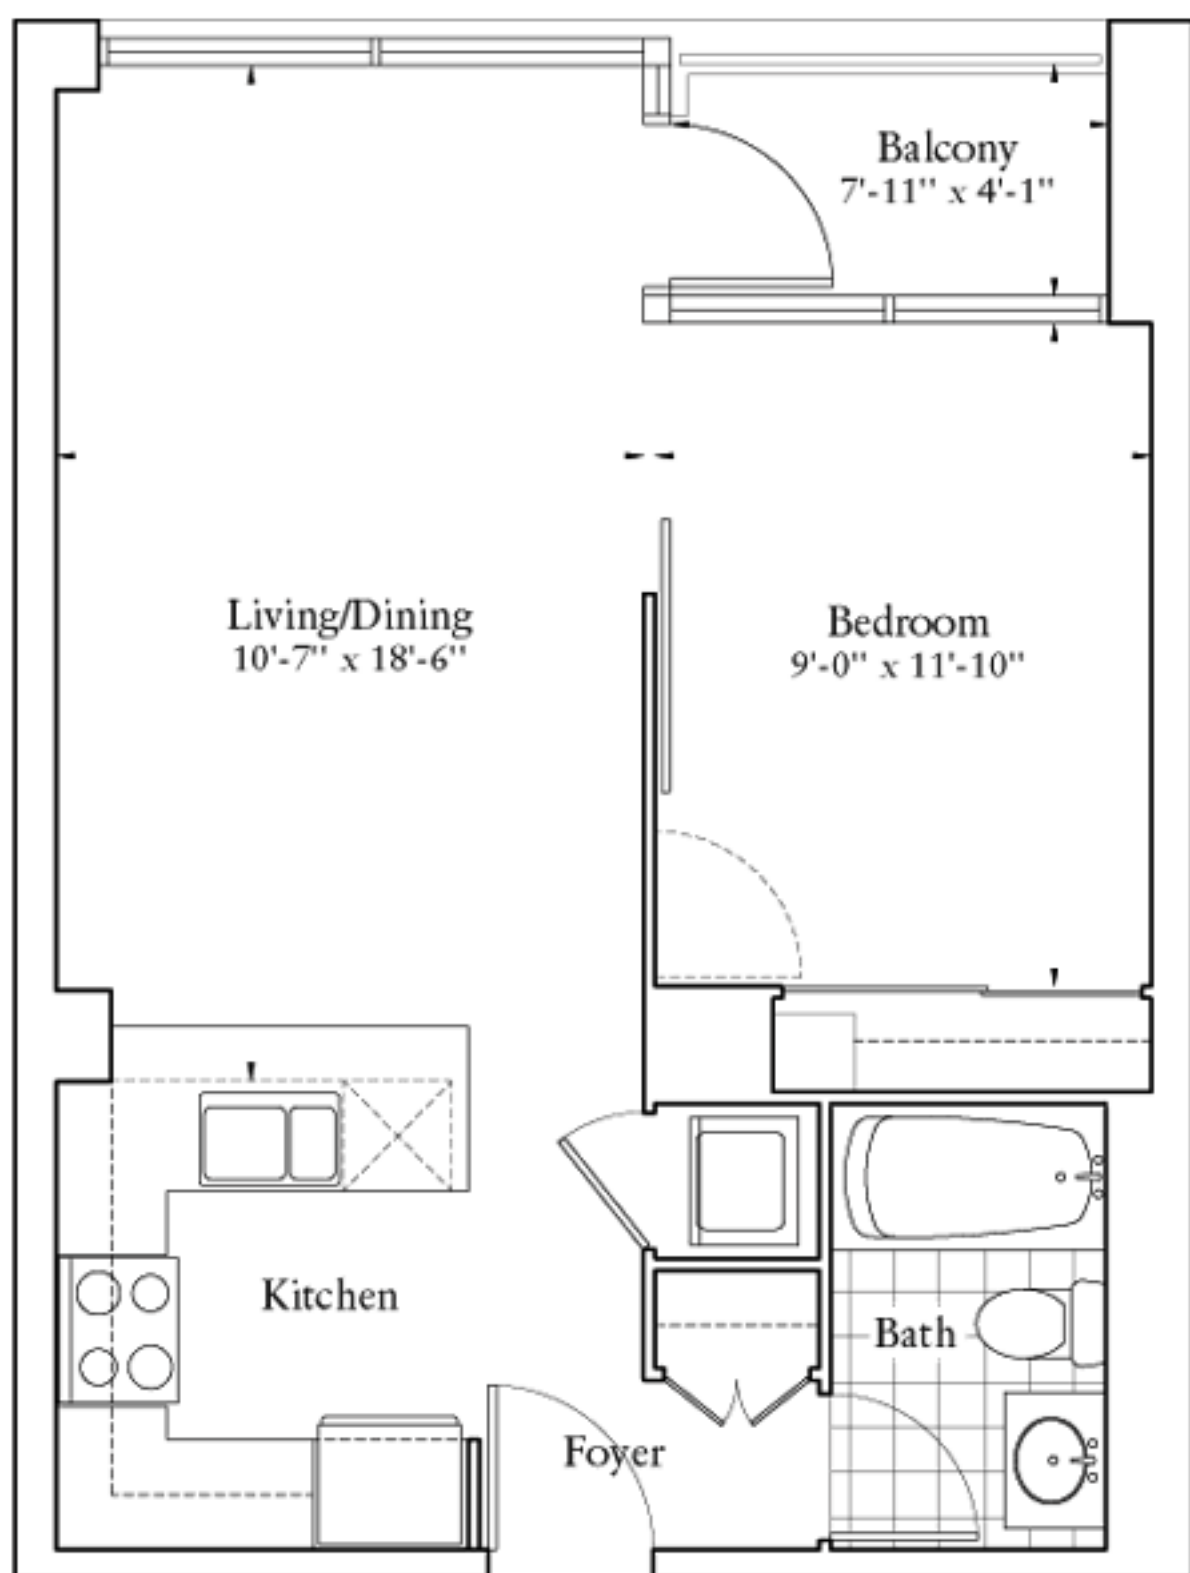 Balcony
7'-11" x 4'-1"
Living/Dining
10'-7" x 18'-6"
Bedroom
9'-0" x 11'-10"
Kitchen
Bath
Foyer